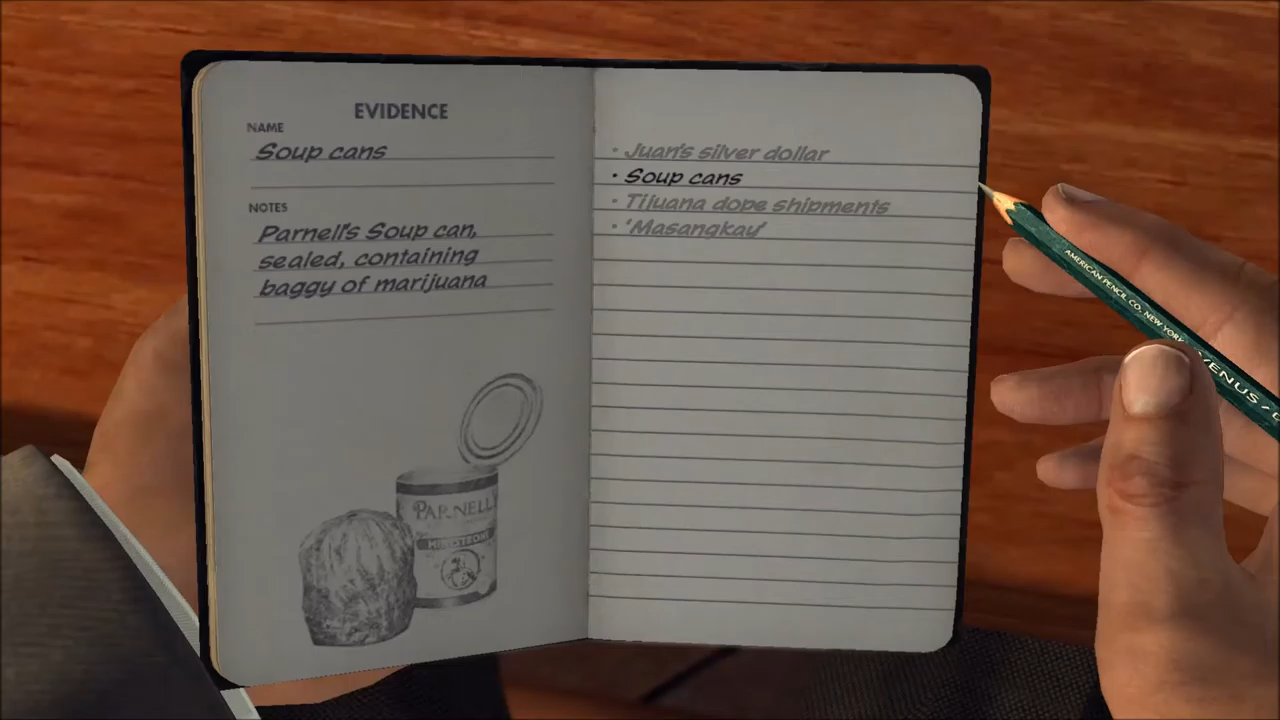 EVIDENCE
NAME
Soup cans
NOTES
Parnell's Soup can,
sealed, containing
baggy of marijuana
PARNELL'S
MINESTRONE
• Juan's silver dollar
• Soup cans
• Tijuana dope shipments
• 'Masangkay'
AMERICAN PENCIL CO. NEW YORK
VENUS